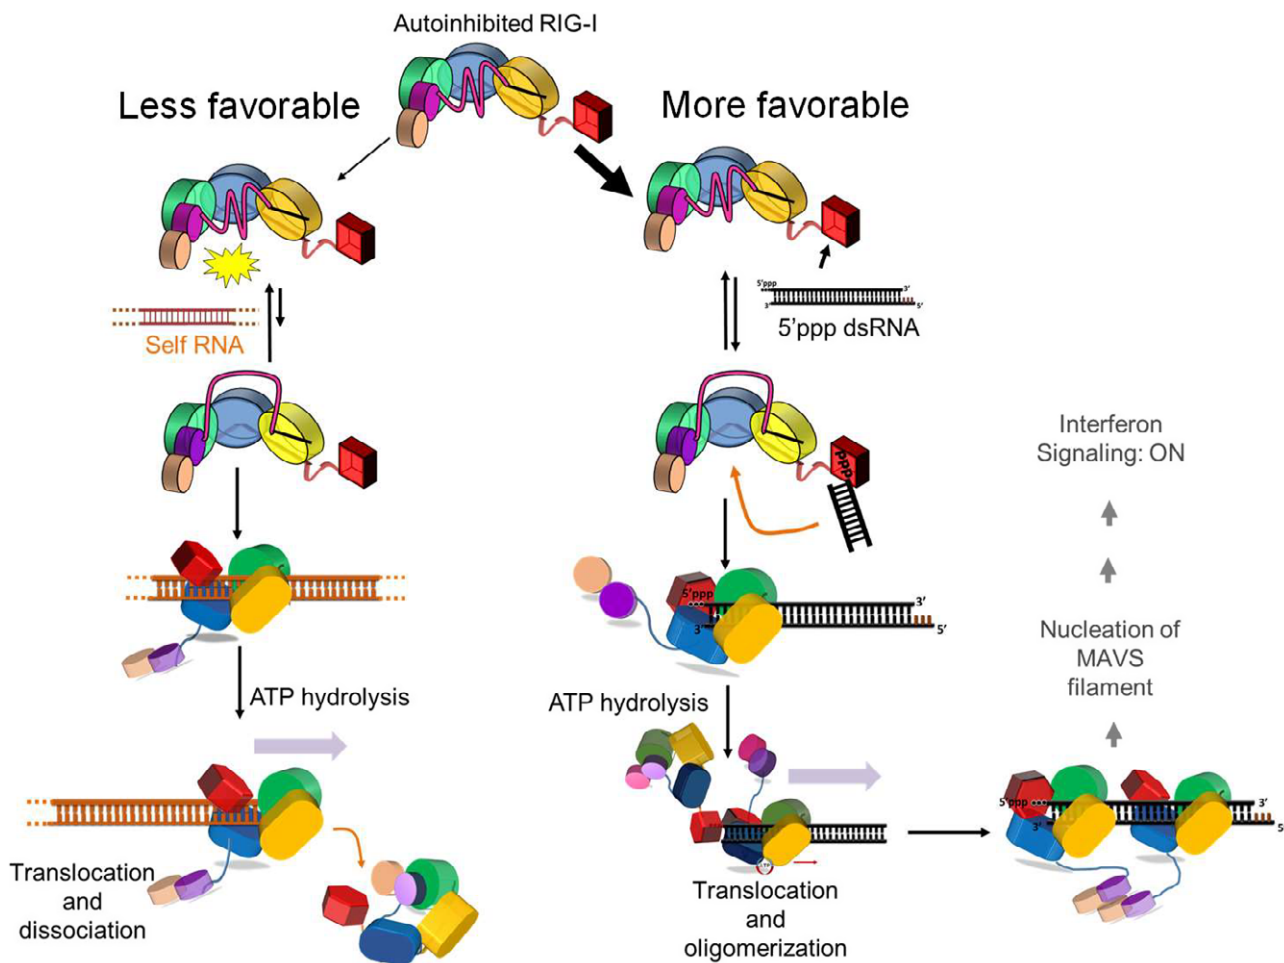 Autoinhibited RIG-I
Less favorable
More favorable
Self RNA
5'ppp
3'
3'
5'
5'ppp dsRNA
ppp
5'ppp
3'
3'
5'
ATP hydrolysis
ATP hydrolysis
Translocation
and
dissociation
Translocation
and
oligomerization
5'ppp
3'
3'
5
Nucleation of
MAVS
filament
Interferon
Signaling: ON